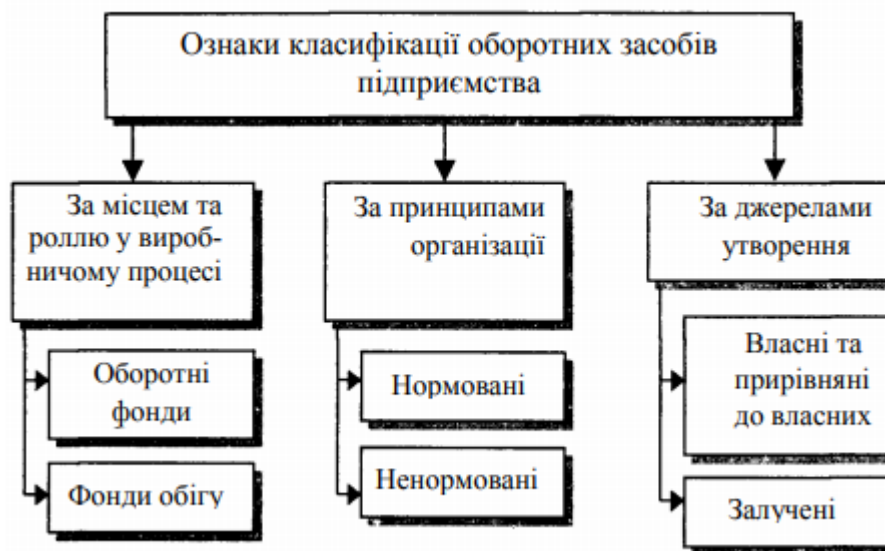 Ознаки класифікації оборотних засобів
підприємства
За місцем та
роллю у вироб-
ничому процесі
Оборотні
фонди
Фонди обігу
За принципами
організації
Нормовані
Ненормовані
За джерелами
утворення
Власні та
прирівняні
до власних
Залучені